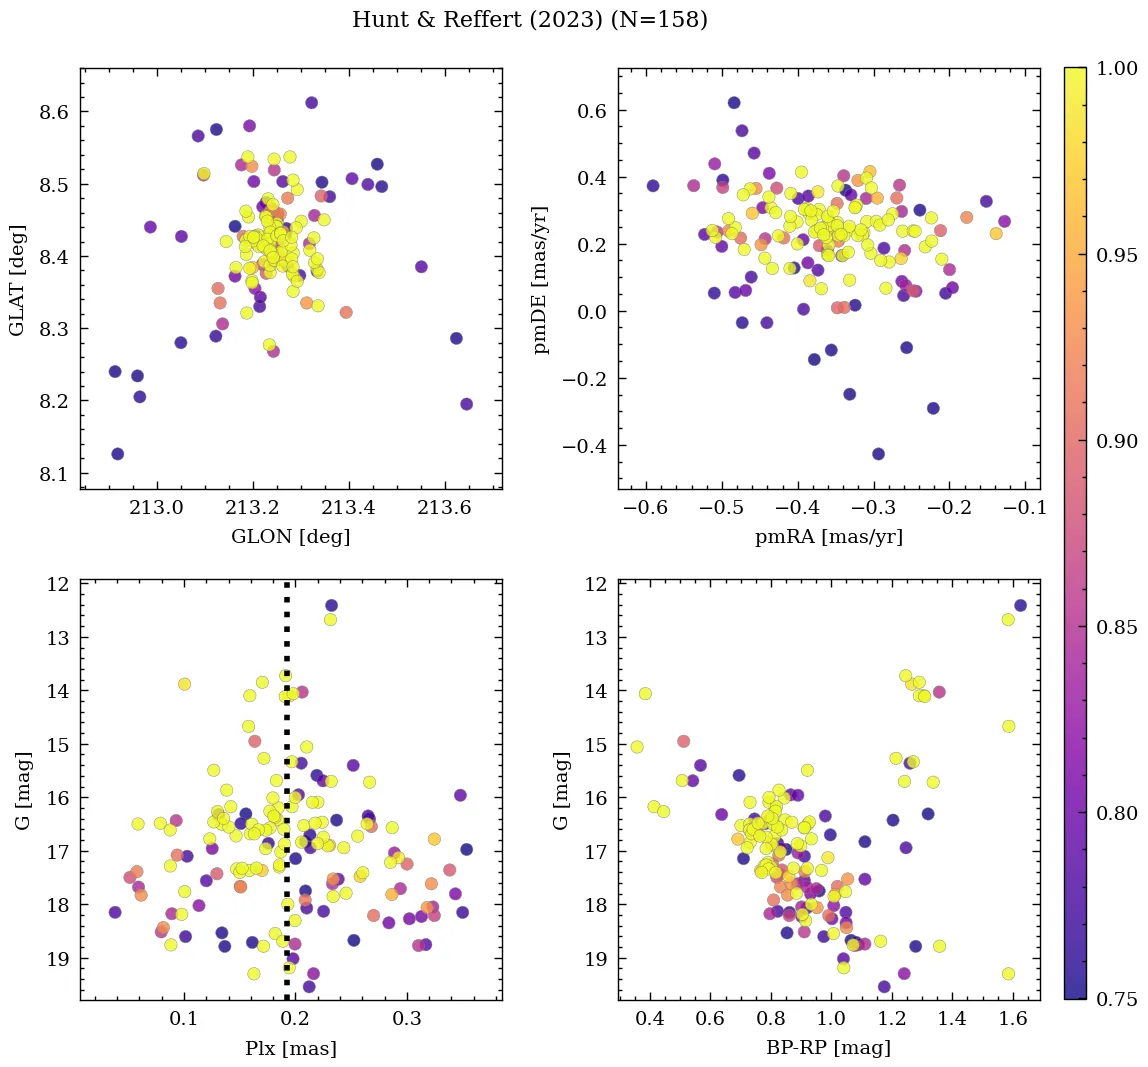 Hunt & Reffert (2023) (N=158)
8.6
8.5
8.4
8.3
8.2
8.1
GLAT [deg]
213.0 213.2 213.4 213.6
GLON [deg]
0.6
0.4
0.2
0.0
−0.2
−0.4
pmDE [mas/yr]
−0.6 −0.5 −0.4 −0.3 −0.2 −0.1
pmRA [mas/yr]
12
13
14
15
16
17
18
19
G [mag]
0.1 0.2 0.3
Plx [mas]
12
13
14
15
16
17
18
19
G [mag]
0.4 0.6 0.8 1.0 1.2 1.4 1.6
BP-RP [mag]
1.00
0.95
0.90
0.85
0.80
0.75